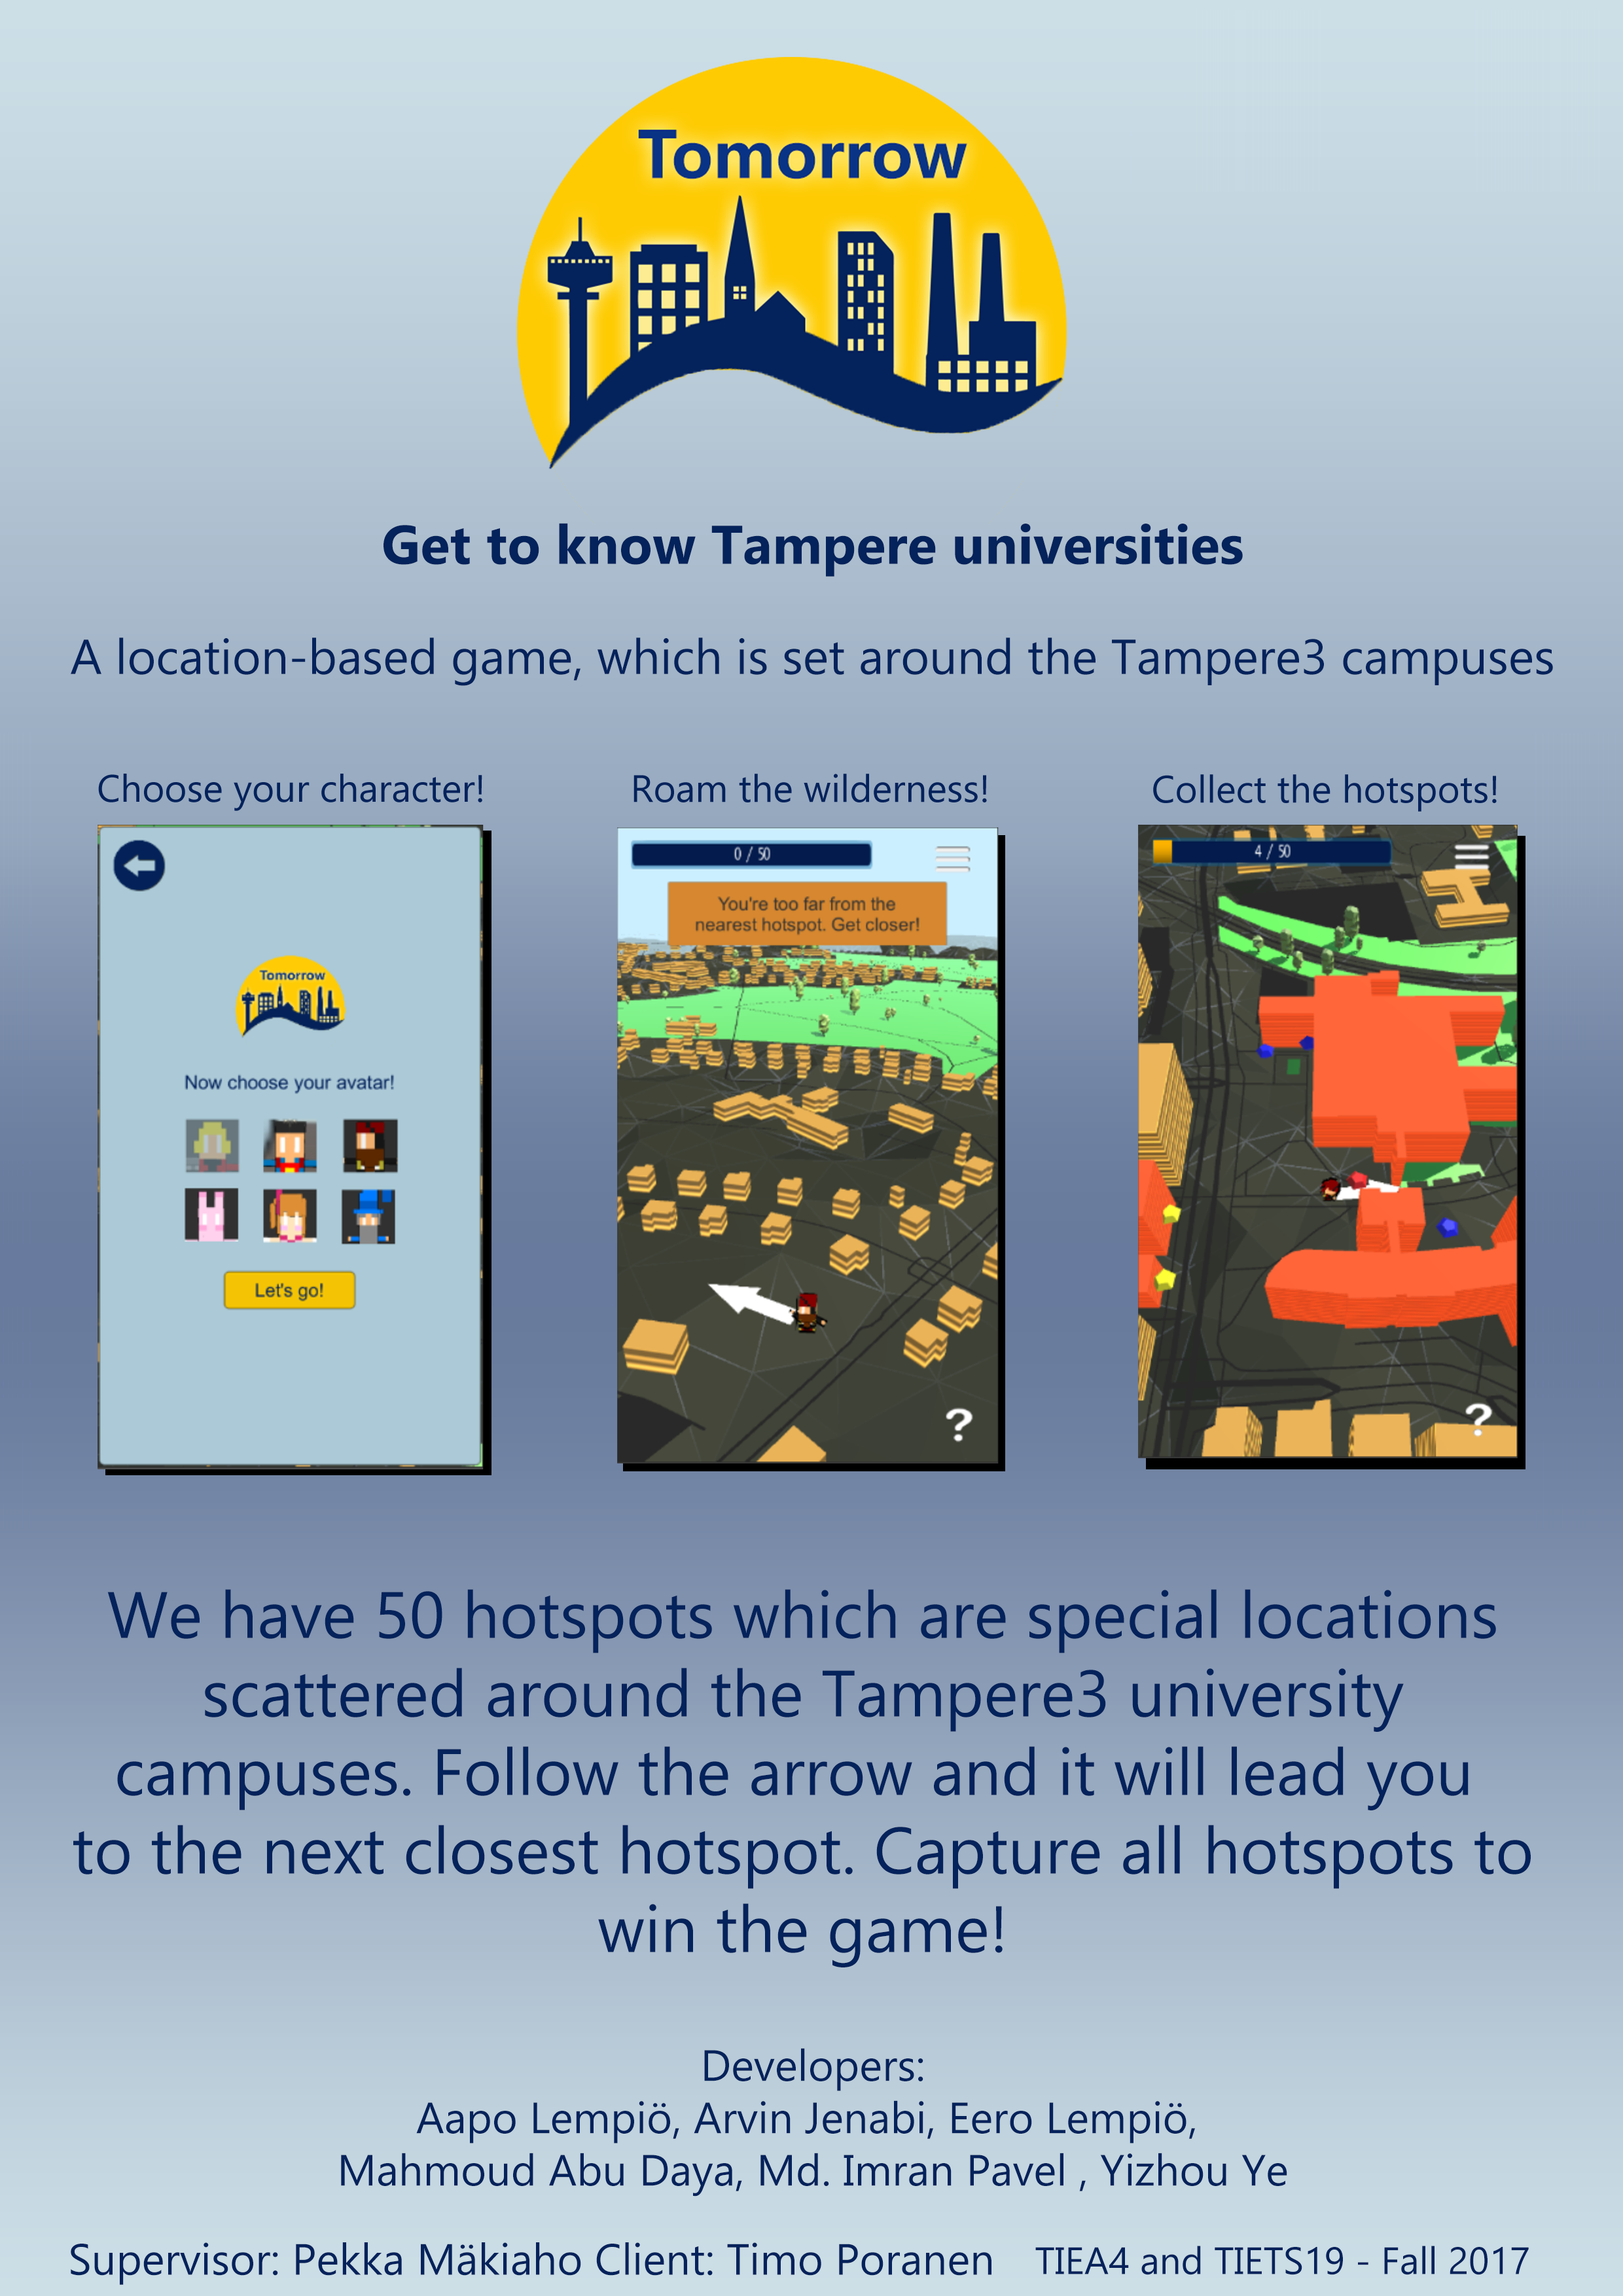 Tomorrow
Get to know Tampere universities
A location-based game, which is set around the Tampere3 campuses
Choose your character!
Tomorrow
Now choose your avatar!
Let's go!
Roam the wilderness!
0 / 50
You're too far from the
nearest hotspot. Get closer!
?
Collect the hotspots!
4 / 50
?
We have 50 hotspots which are special locations
scattered around the Tampere3 university
campuses. Follow the arrow and it will lead you
to the next closest hotspot. Capture all hotspots to
win the game!
Developers:
Aapo Lempiö, Arvin Jenabi, Eero Lempiö,
Mahmoud Abu Daya, Md. Imran Pavel , Yizhou Ye
Supervisor: Pekka Mäkiaho Client: Timo Poranen TIEA4 and TIETS19 - Fall 2017